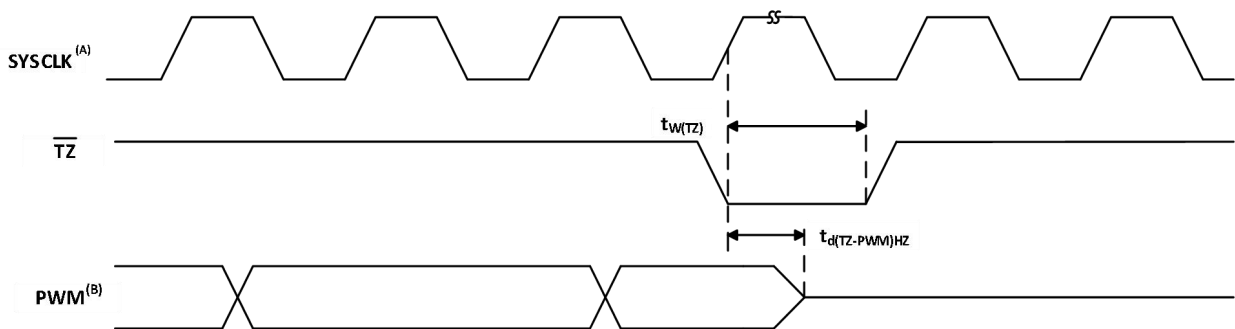 SYSCLK(A)
tW(TZ)
TZ
td(TZ-PWM)HZ
PWM(B)